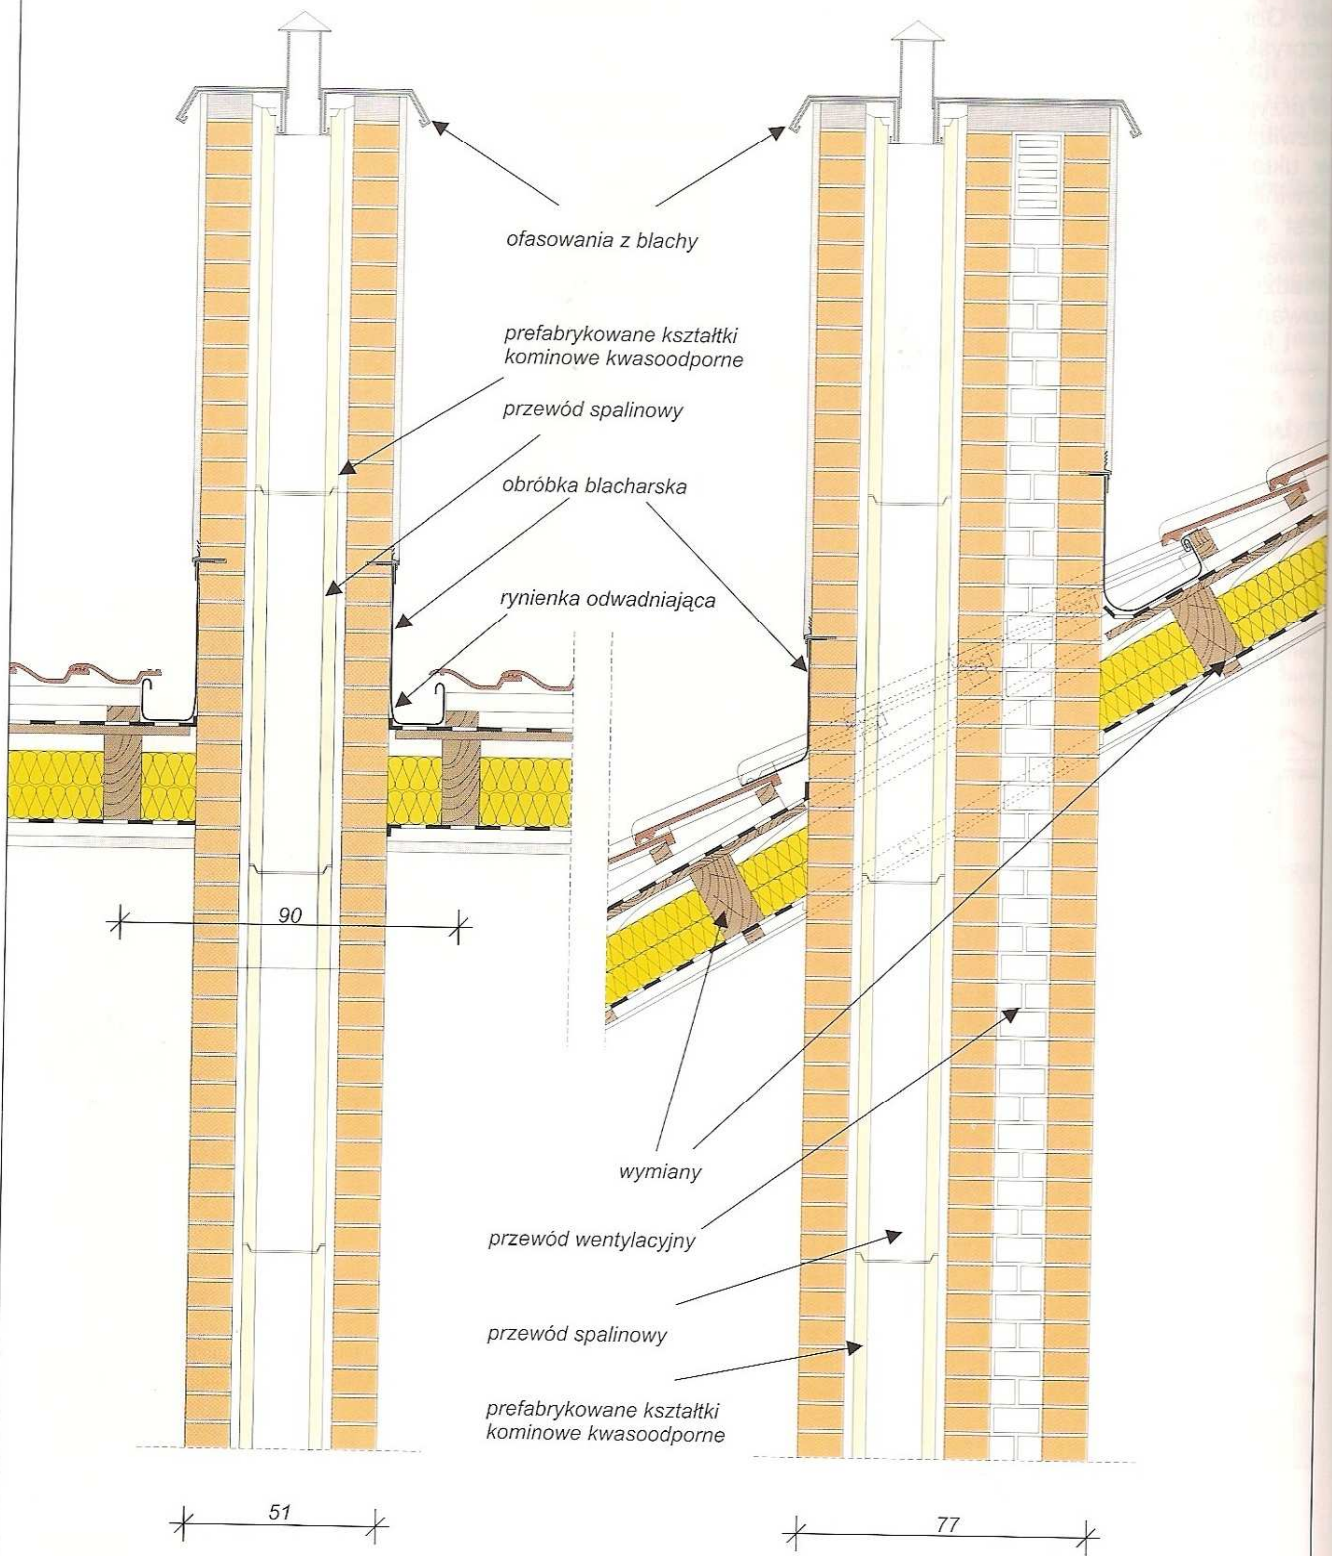 ofasowania z blachy
prefabrykowane kształtki
kominowe kwasoodporne
przewód spalinowy
obróbka blacharska
rynienka odwadniająca
90
wymiany
przewód wentylacyjny
przewód spalinowy
prefabrykowane kształtki
kominowe kwasoodporne
51
77